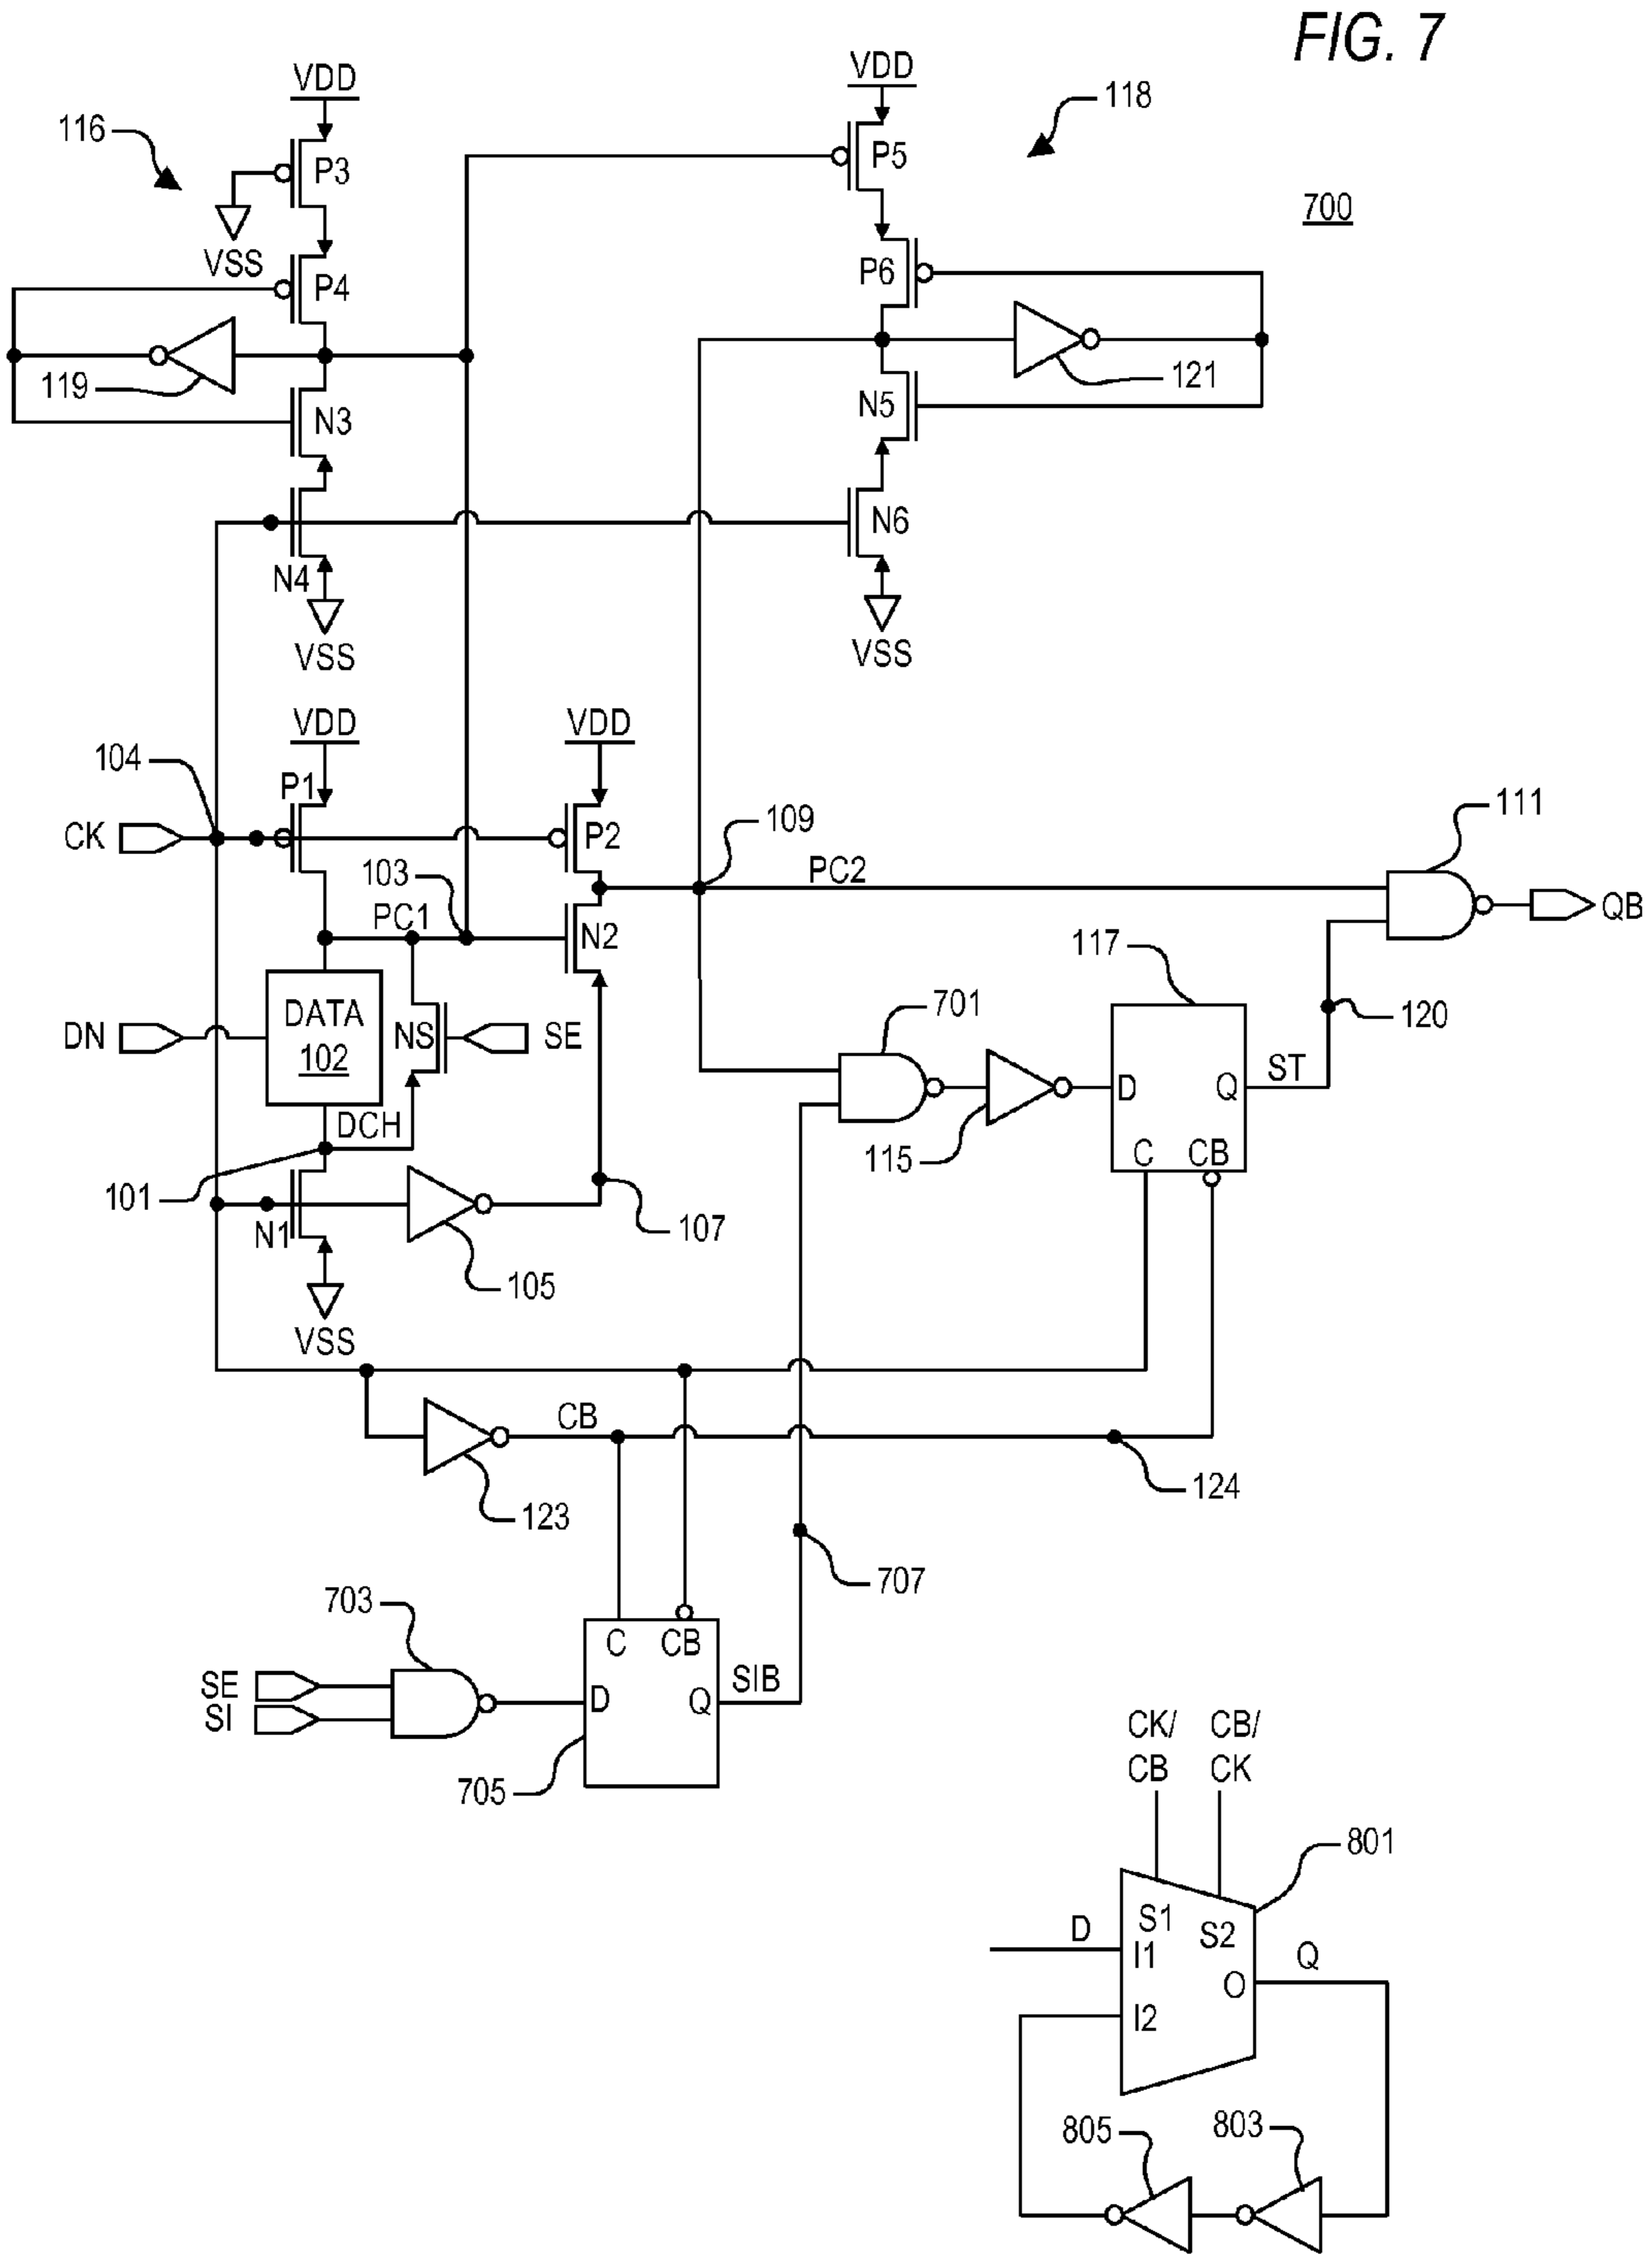 FIG. 7
VDD
VDD
116
118
P3
P5
700
VSS
P4
P6
119
121
N3
N5
N4
N6
VSS
VSS
VDD
VDD
104
P1
111
CK
P2
109
103
PC2
QB
PC1
N2
117
DATA
102
701
DN
NS
SE
120
ST
D
Q
DCH
115
C
CB
101
N1
107
105
VSS
CB
124
123
707
703
C
CB
SE
SI
D
Q
SIB
705
CK/
CB
CB/
CK
801
D
S1
S2
I1
Q
O
I2
805
803